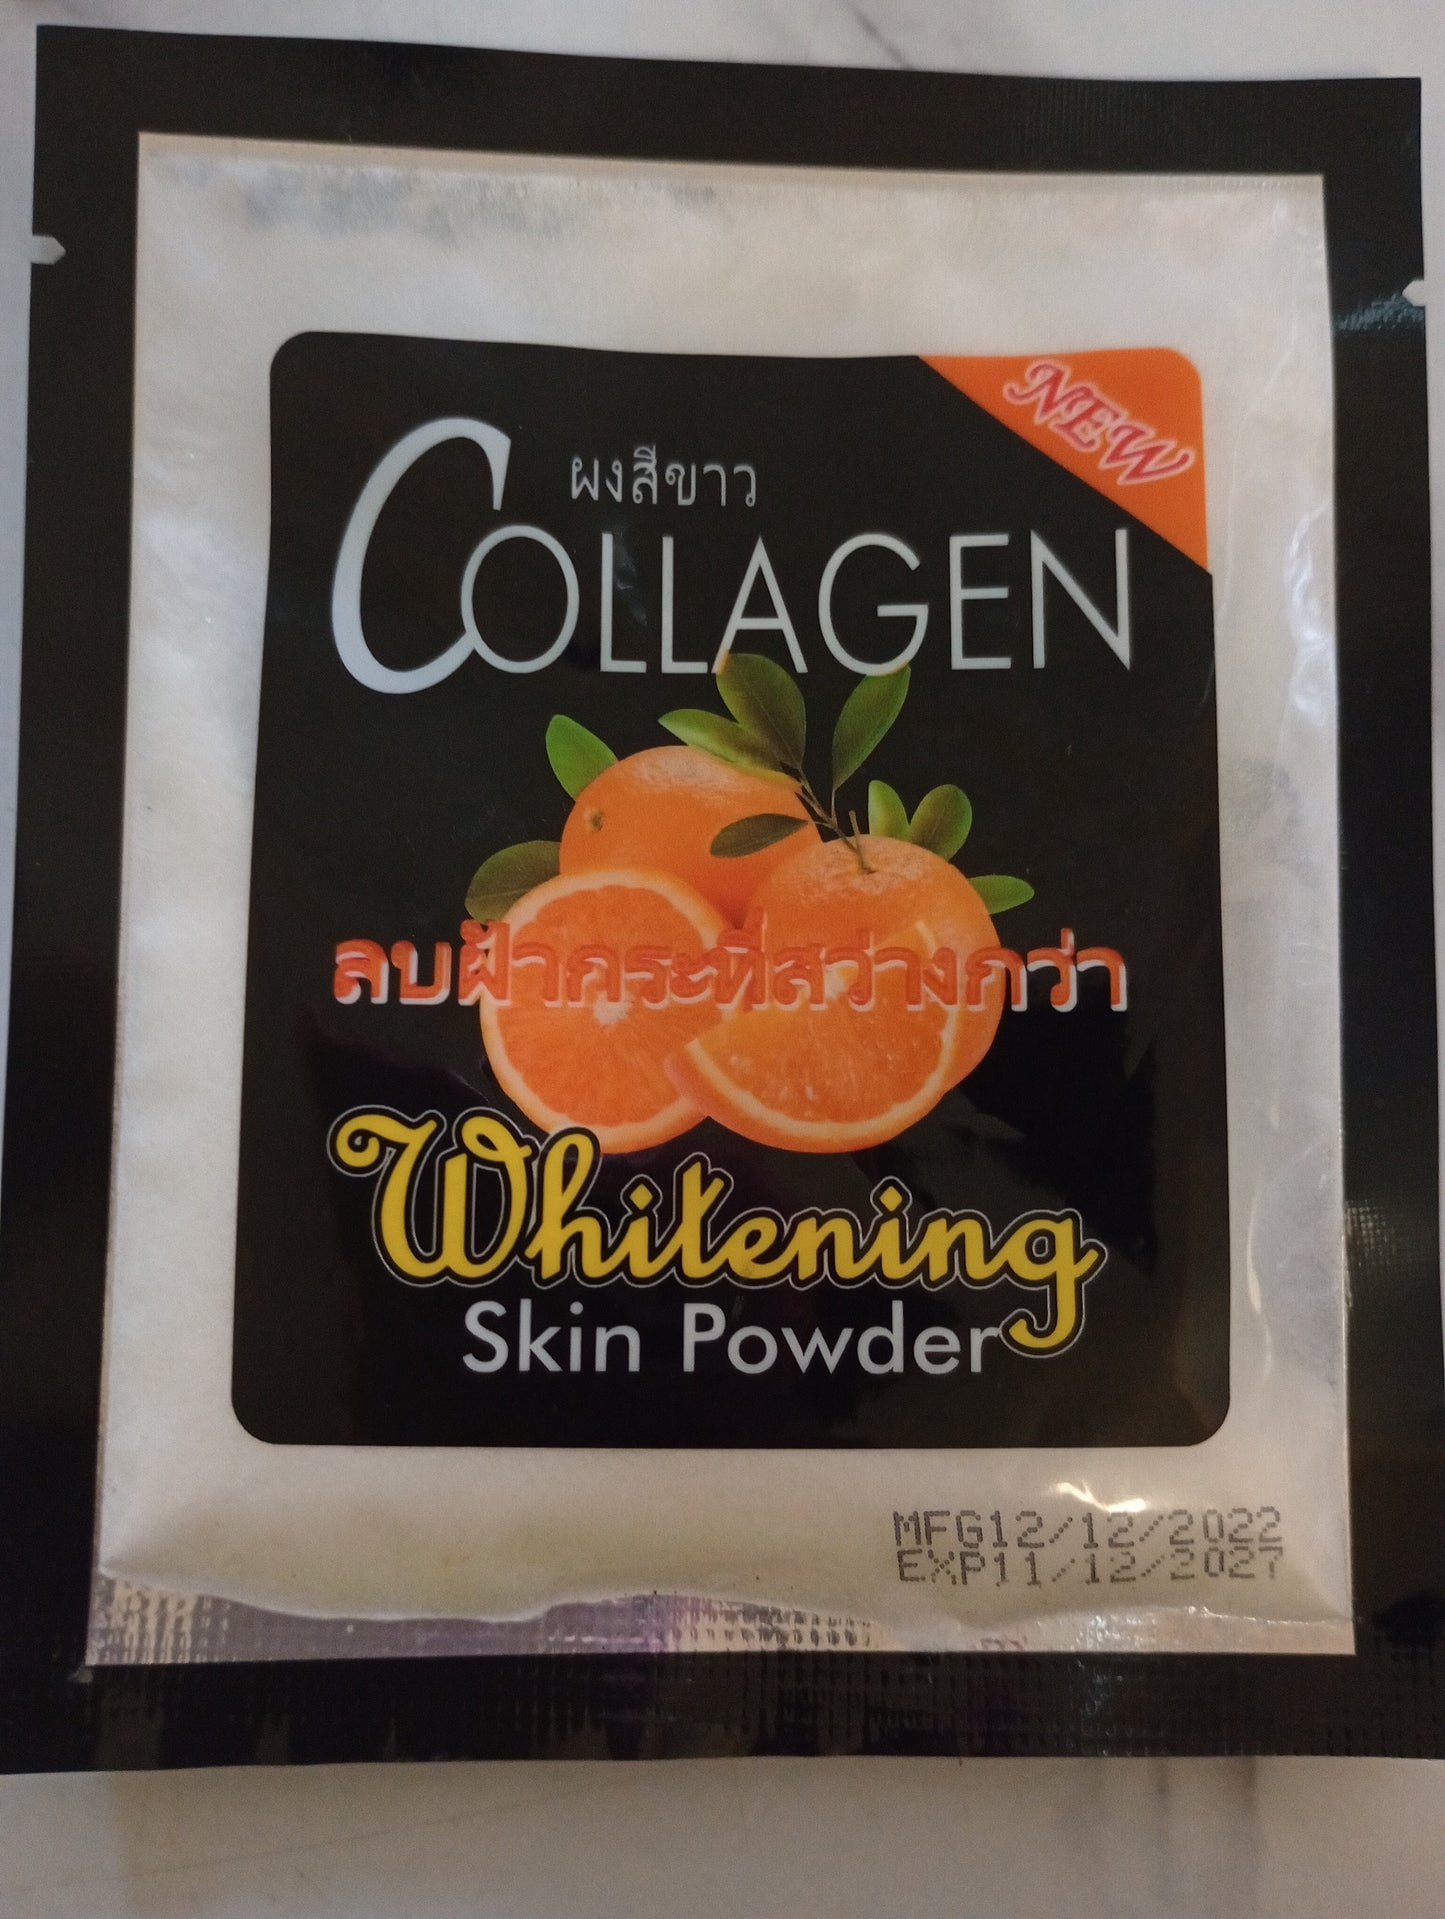 NEW
ผงสีขาว
COLLAGEN
ลบฝ้ากระที่สว่างกว่า
Whitening
Skin Powder
MFG12/12/2022
EXP11/12/2027